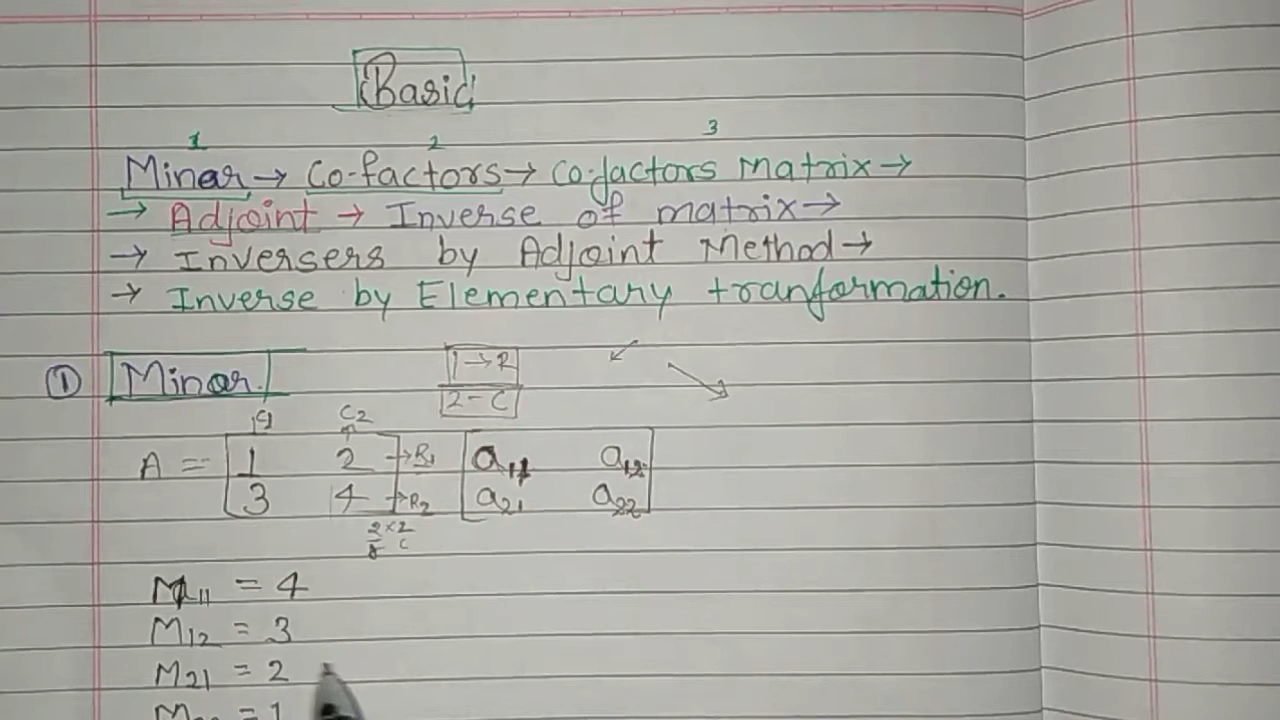 Basic
1 2 3
Minor → Co-factors → Co-factors Matrix →
→ Adjoint → Inverse of matrix →
→ Inversers by Adjoint Method →
→ Inverse by Elementary tranformation.
① Minor. 1 → R
2 - C
C1 C2
A = 1 2 → R1 a11 a12
3 4 → R2 a21 a22
2 × 2
C
M11 = 4
M12 = 3
M21 = 2
= 1